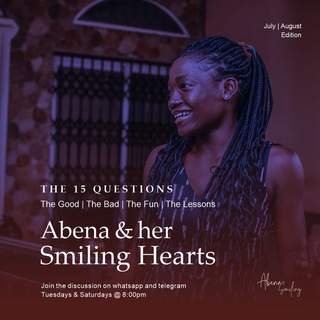 July | August
Edition
THE 15 QUESTIONS
The Good | The Bad | The Fun | The Lessons
Abena & her
Smiling Hearts
Join the discussion on whatsapp and telegram
Tuesdays & Saturdays @ 8:00pm
Abena
Smiling